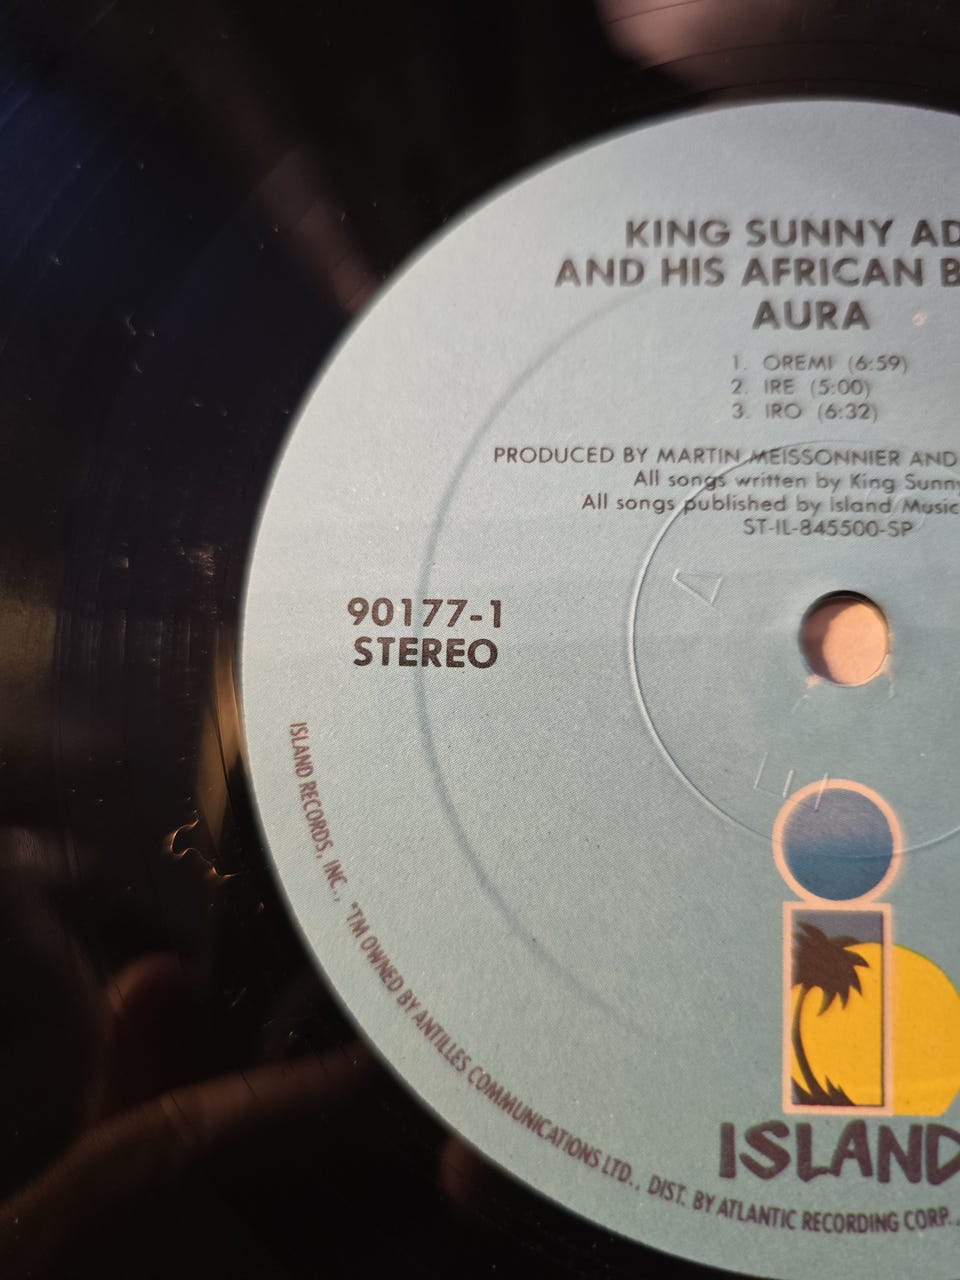 KING SUNNY AD
AND HIS AFRICAN B
AURA
1. OREMI (6:59)
2. IRE (5:00)
3. IRO (6:32)
PRODUCED BY MARTIN MEISSONNIER AND
All songs written by King Sunny
All songs published by Island Music
ST-IL-845500-SP
90177-1
STEREO
ISLAND
ISLAND RECORDS, INC., "TM OWNED BY ANTILLES COMMUNICATIONS LTD., DIST. BY ATLANTIC RECORDING CORP.,